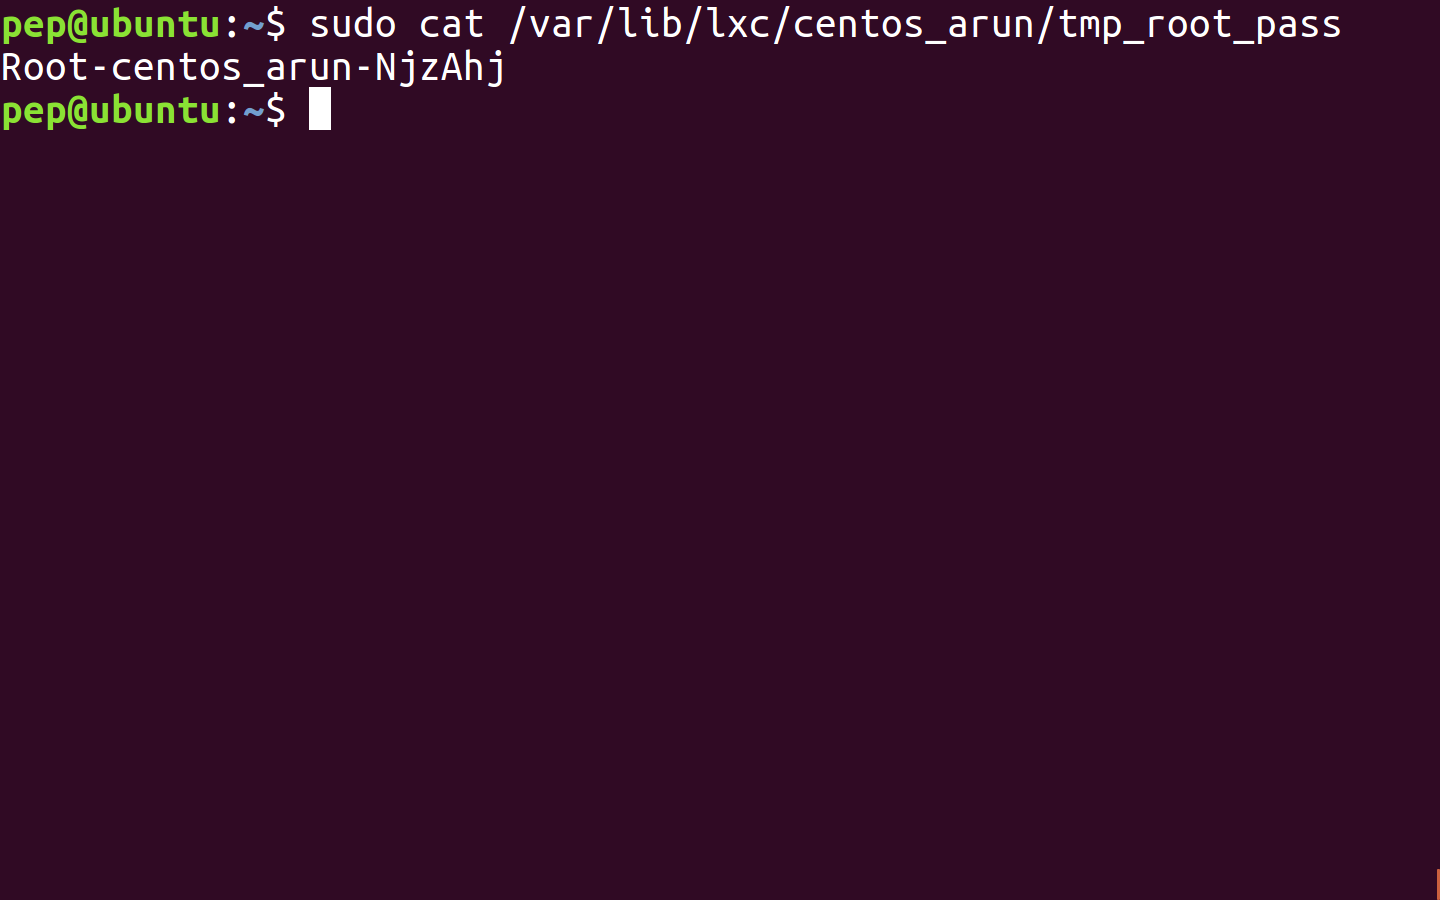 pep@ubuntu:~$ sudo cat /var/lib/lxc/centos_arun/tmp_root_pass
Root-centos_arun-NjzAhj
pep@ubuntu:~$